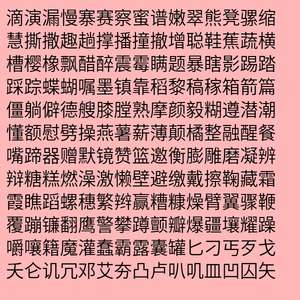 滴演漏慢寨赛察蜜谱嫩翠熊凳骡缩
慧撕撒趣趟撑播撞撤增聪鞋蕉蔬横
槽樱橡飘醋醉震霉瞒题暴瞎影踢踏
踩踪蝶蝴嘱墨镇靠稻黎稿稼箱箭篇
僵躺僻德艘膝膛熟摩颜毅糊遵潜潮
懂额慰劈操燕薯薪薄颠橘整融醒餐
嘴蹄器赠默镜赞篮邀衡膨雕磨凝辨
辩糖糕燃澡激懒壁避缴戴擦鞠藏霜
霞瞧蹈螺穗繁辫赢糟糠燥臂翼骤鞭
覆蹦镰翻鹰警攀蹲颤瓣爆疆壤耀躁
嚼嚷籍魔灌蠢霸露囊罐匕刁丐歹戈
夭仑讥冗邓艾夯凸卢叭叽皿凹囚矢